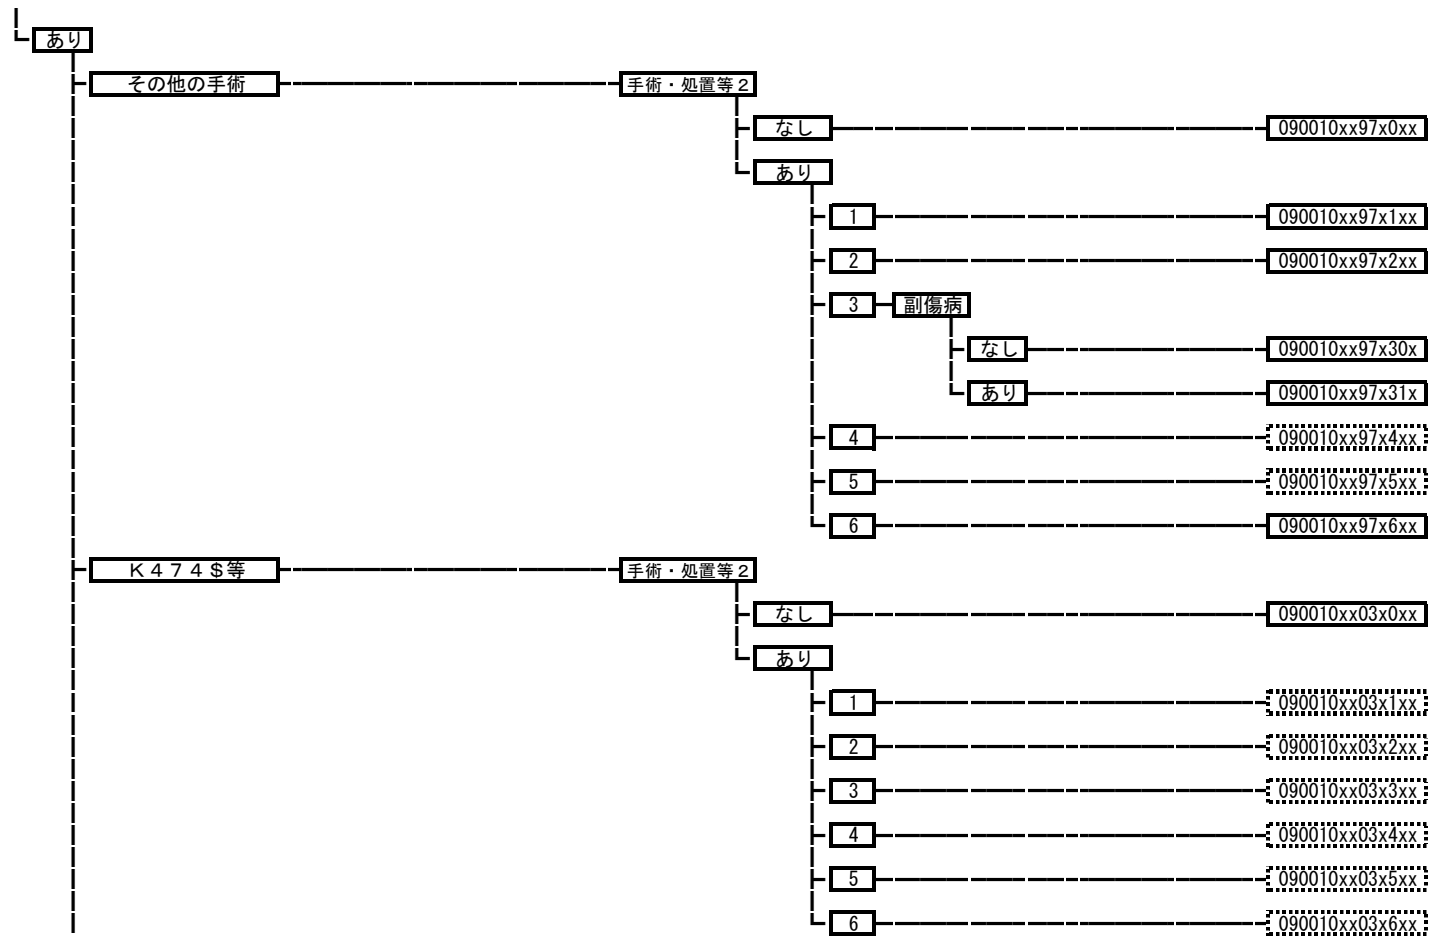 あり
その他の手術 手術・処置等２
なし 090010xx97x0xx
あり
1 090010xx97x1xx
2 090010xx97x2xx
3 副傷病
なし 090010xx97x30x
あり 090010xx97x31x
4 090010xx97x4xx
5 090010xx97x5xx
6 090010xx97x6xx
Ｋ４７４＄等 手術・処置等２
なし 090010xx03x0xx
あり
1 090010xx03x1xx
2 090010xx03x2xx
3 090010xx03x3xx
4 090010xx03x4xx
5 090010xx03x5xx
6 090010xx03x6xx